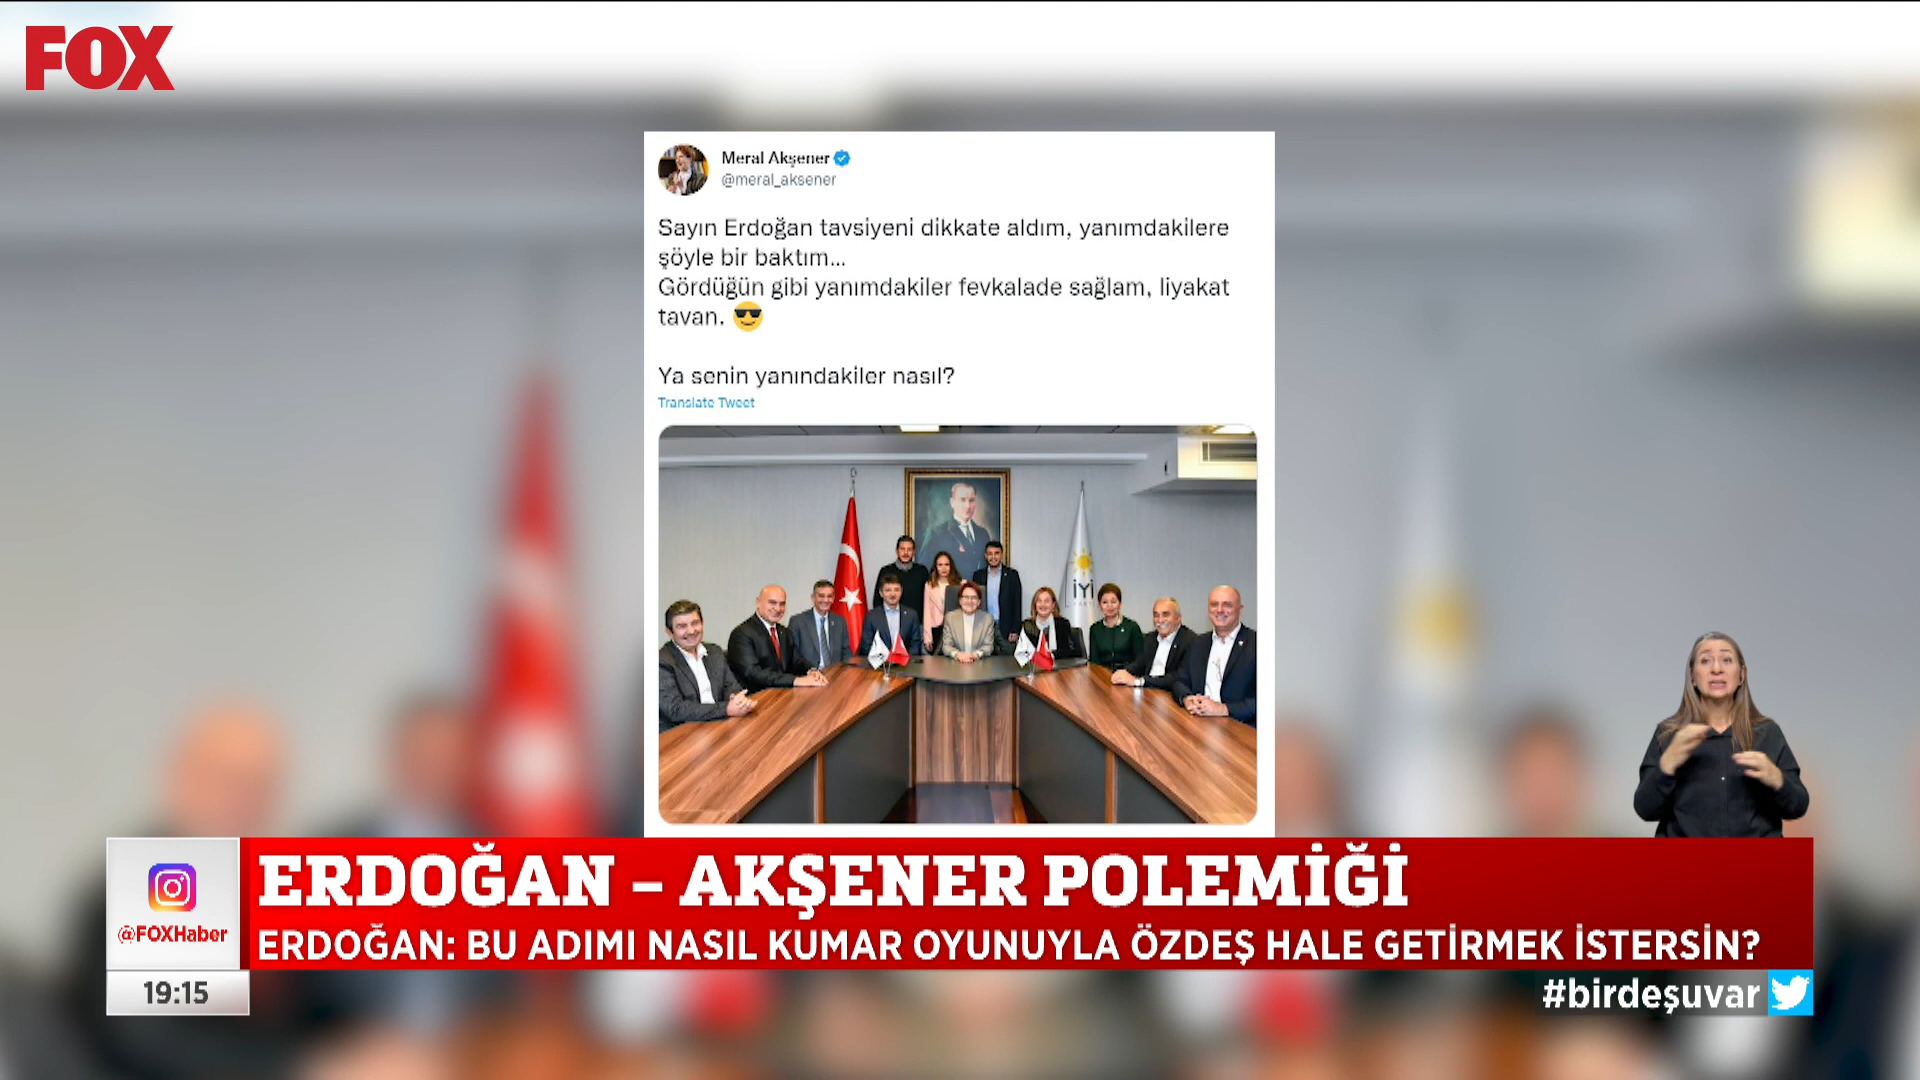 FOX
Meral Akşener
@meral_aksener
Sayın Erdoğan tavsiyeni dikkate aldım, yanımdakilere
şöyle bir baktım...
Gördüğün gibi yanımdakiler fevkalade sağlam, liyakat
tavan. 😎
Ya senin yanındakiler nasıl?
Translate Tweet
İYİ
PARTİ
ERDOĞAN – AKŞENER POLEMİĞİ
@FOXHaber
ERDOĞAN: BU ADIMI NASIL KUMAR OYUNUYLA ÖZDEŞ HALE GETİRMEK İSTERSİN?
19:15
#birdeşuvar